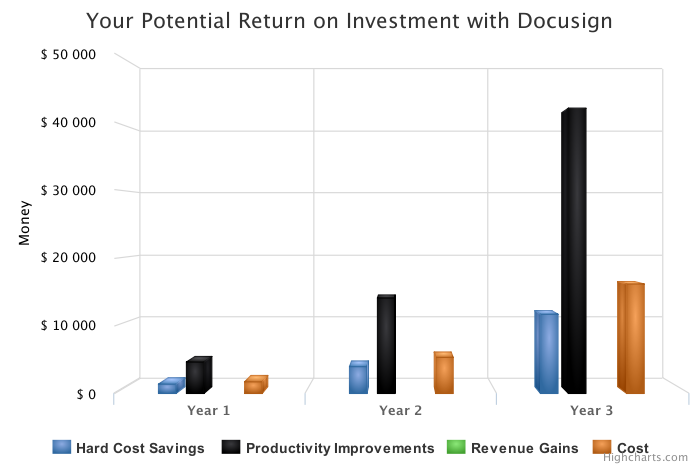 Your Potential Return on Investment with Docusign
$ 50 000
$ 40 000
$ 30 000
$ 20 000
$ 10 000
$ 0
Money
Year 1 Year 2 Year 3
Hard Cost Savings Productivity Improvements Revenue Gains Cost
Highcharts.com